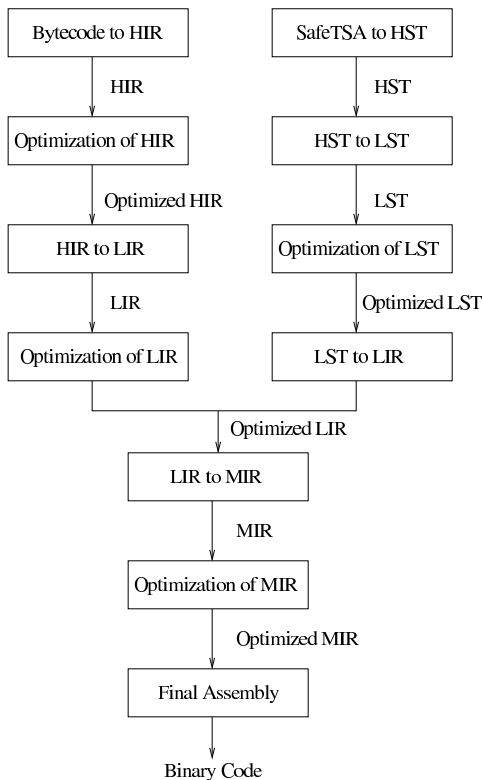 Bytecode to HIR
SafeTSA to HST
HIR
HST
Optimization of HIR
HST to LST
Optimized HIR
LST
HIR to LIR
Optimization of LST
LIR
Optimized LST
Optimization of LIR
LST to LIR
Optimized LIR
LIR to MIR
MIR
Optimization of MIR
Optimized MIR
Final Assembly
Binary Code